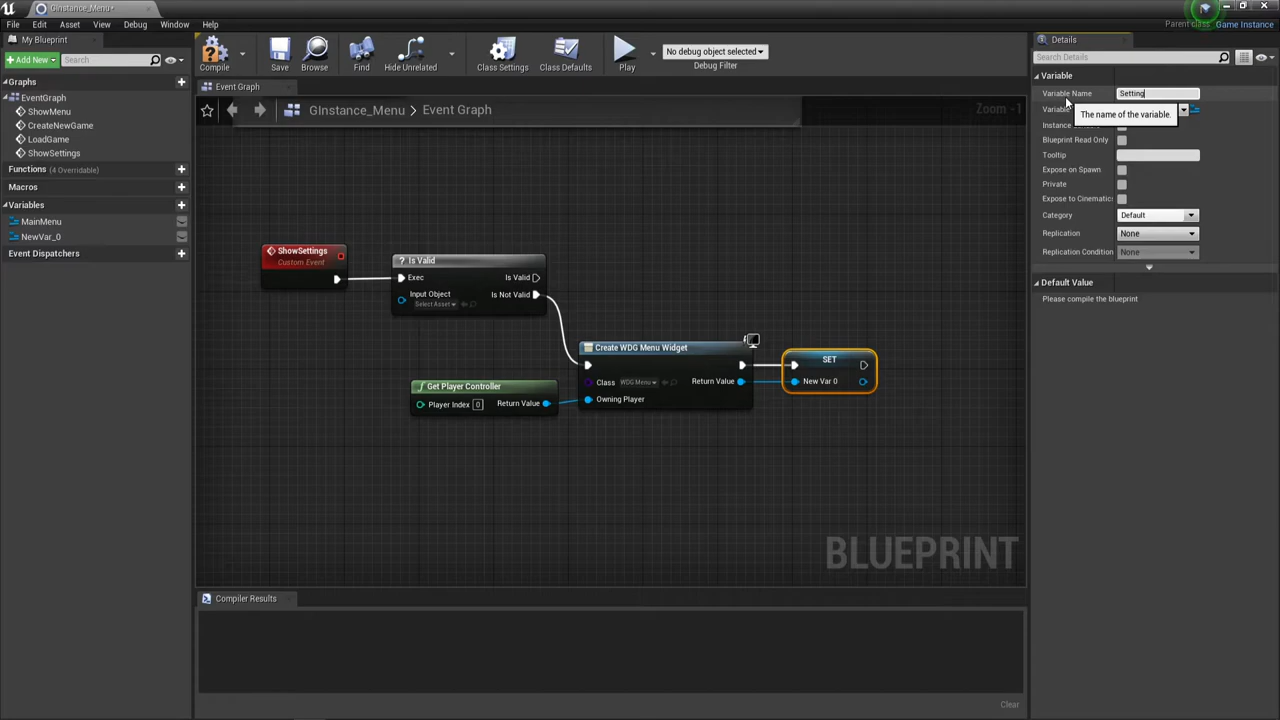 GInstance_Menu*
File Edit Asset View Debug Window Help
Parent class: Game Instance
My Blueprint
Add New Search
Graphs
EventGraph
ShowMenu
CreateNewGame
LoadGame
ShowSettings
Functions (4 Overridable)
Macros
Variables
MainMenu
NewVar_0
Event Dispatchers
Compile Save Browse Find Hide Unrelated Class Settings Class Defaults Play
No debug object selected
Debug Filter
Event Graph
GInstance_Menu Event Graph
Zoom -1
ShowSettings
Custom Event
? Is Valid
Exec Is Valid
Input Object Is Not Valid
Select Asset
Create WDG Menu Widget
Class WDG Menu Return Value
Owning Player
f Get Player Controller
Player Index 0 Return Value
SET
New Var 0
BLUEPRINT
Compiler Results
Clear
Details
Search Details
Variable
Variable Name Setting
Variable
The name of the variable.
Blueprint Read Only
Tooltip
Expose on Spawn
Private
Expose to Cinematics
Category Default
Replication None
Replication Condition None
Default Value
Please compile the blueprint